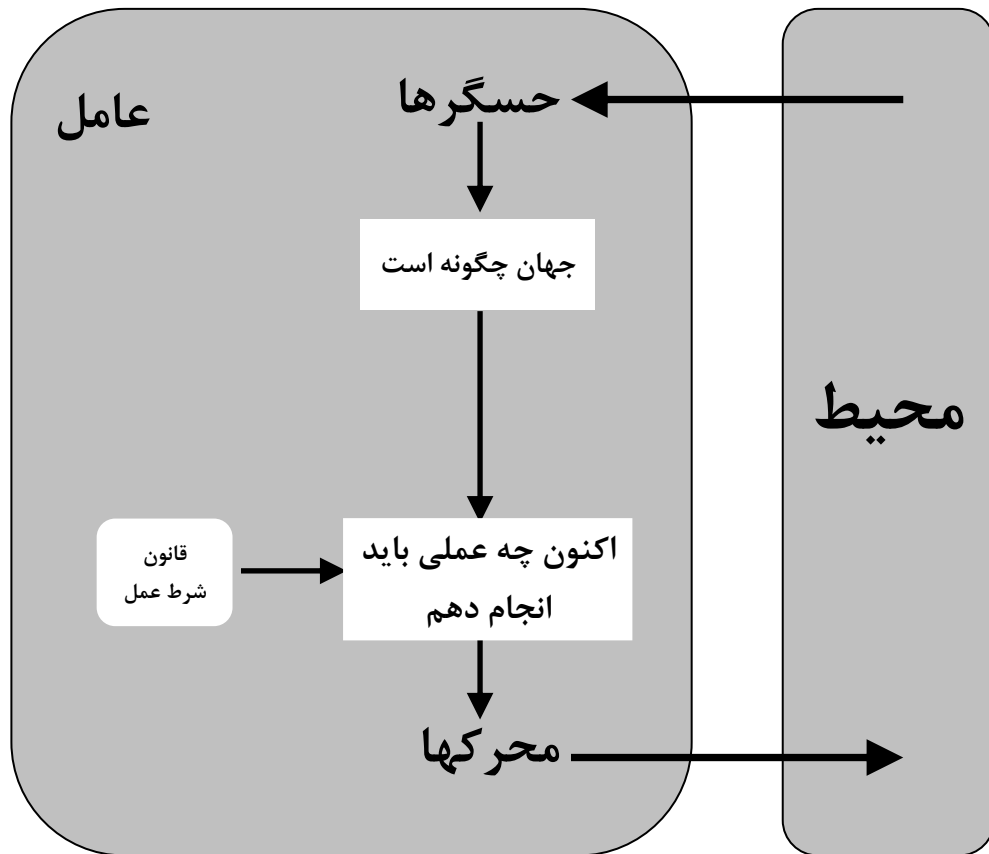 حسگرها
عامل
جهان چگونه است
محیط
اکنون چه عملی باید
انجام دهم
قانون
شرط عمل
محرکها